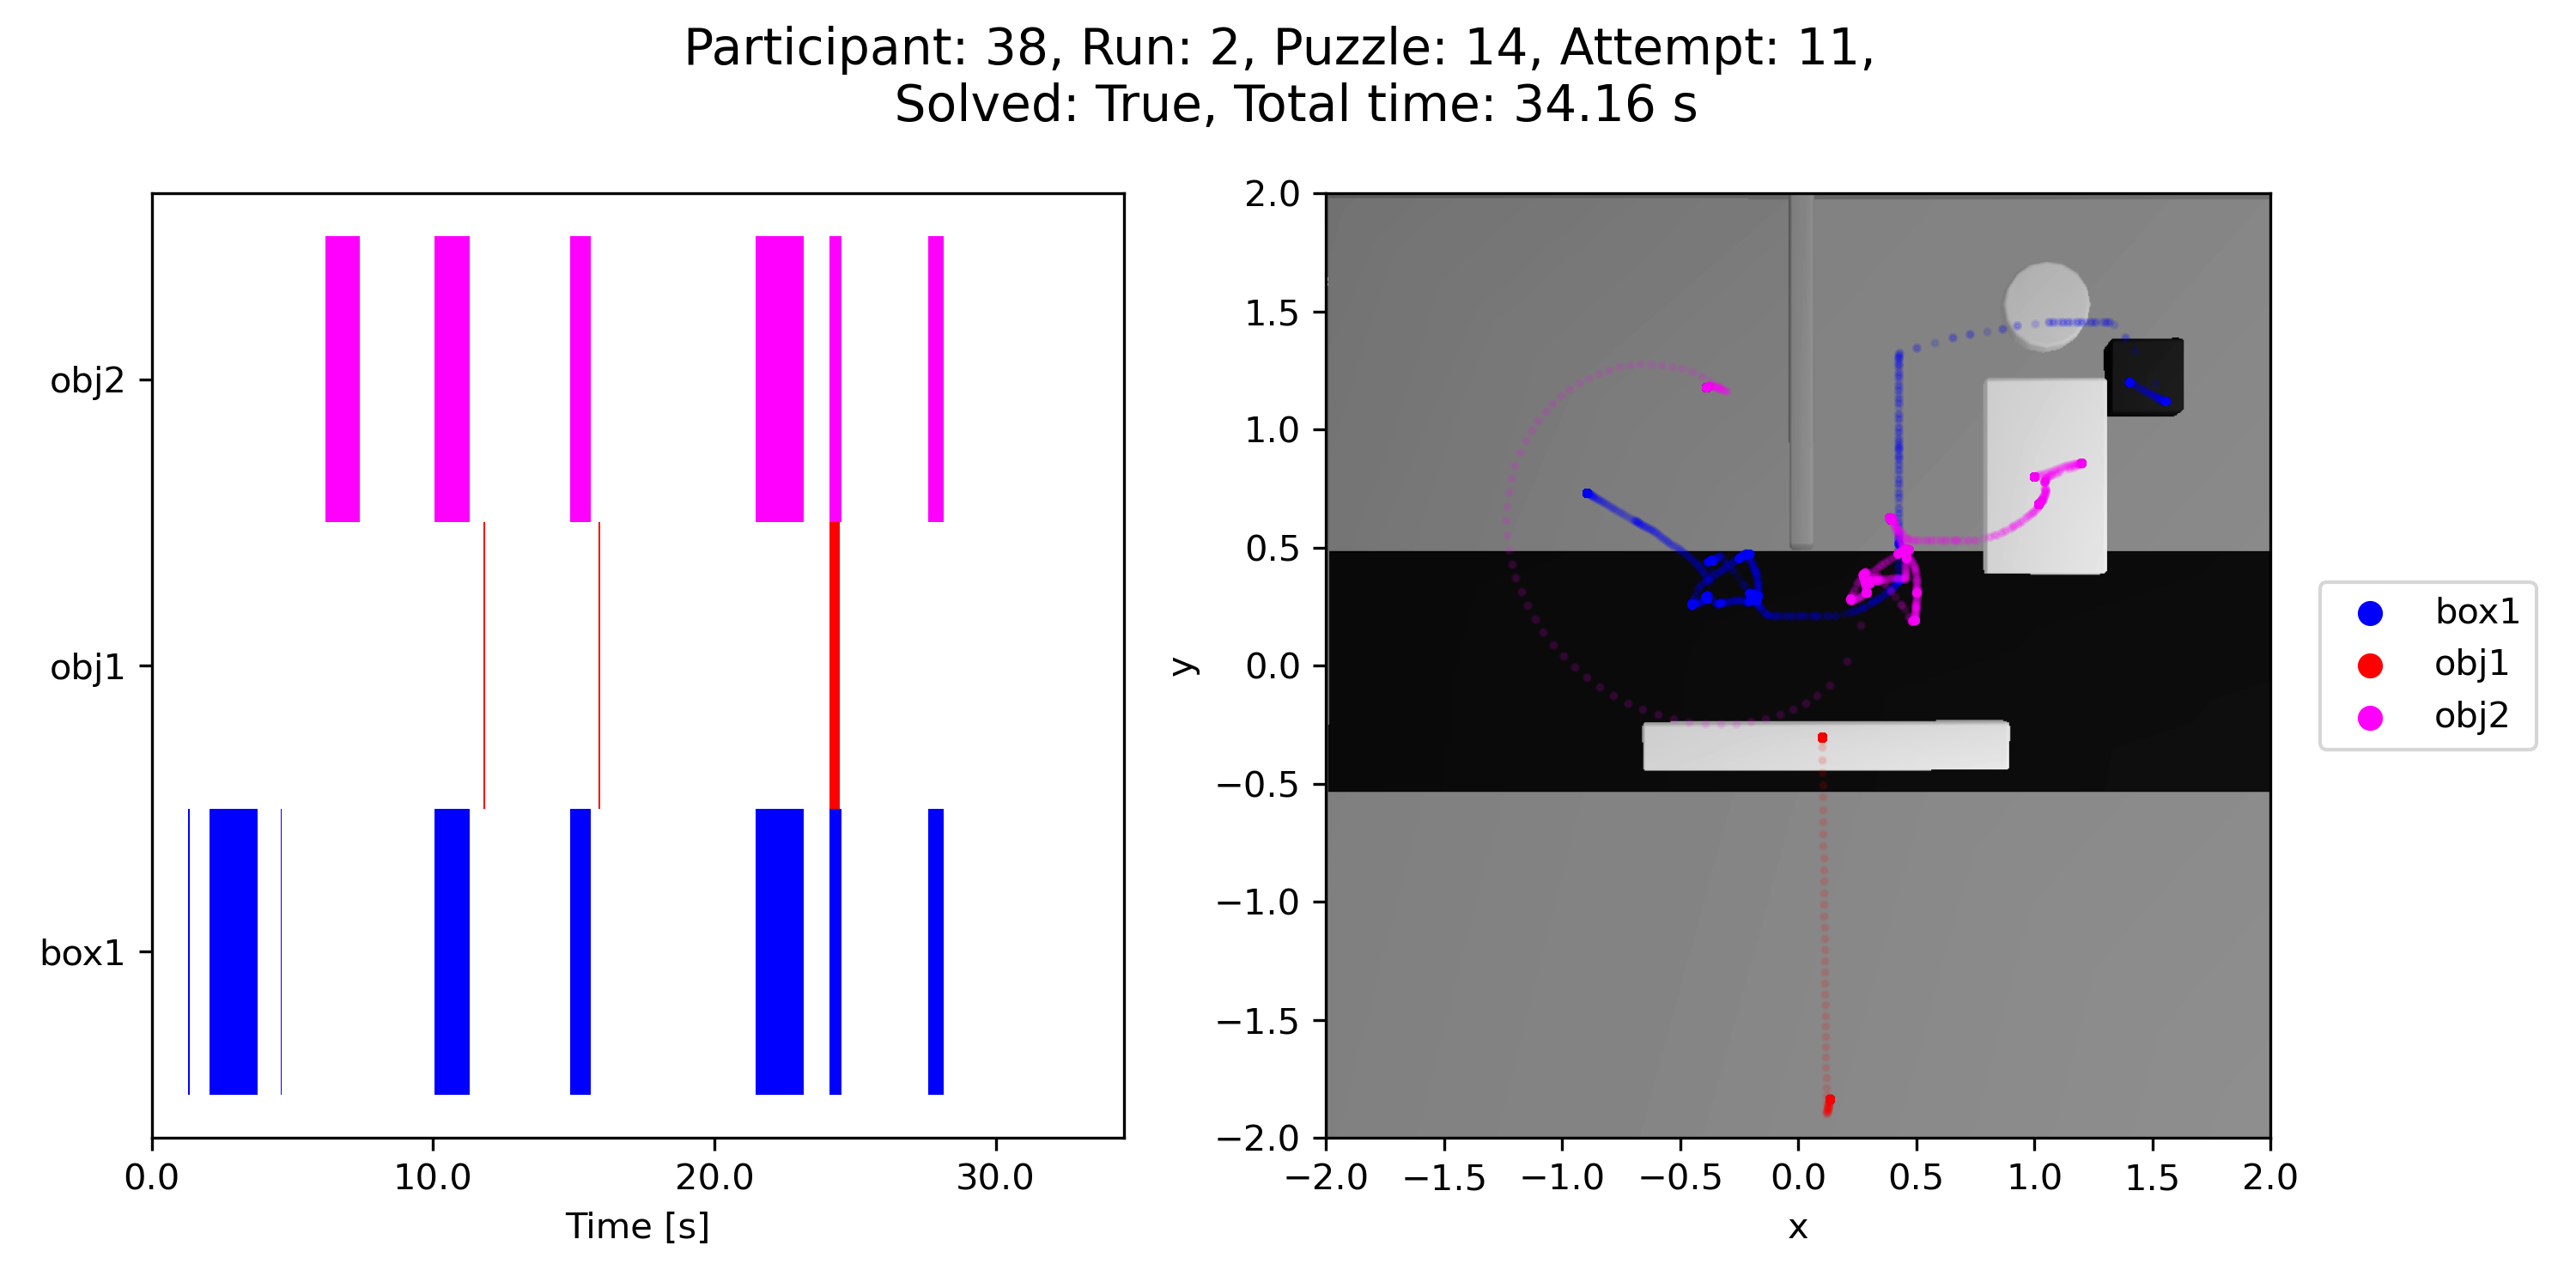 Participant: 38, Run: 2, Puzzle: 14, Attempt: 11,
Solved: True, Total time: 34.16 s
obj2
obj1
box1
0.0 10.0 20.0 30.0
Time [s]
2.0
1.5
1.0
0.5
0.0
−0.5
−1.0
−1.5
−2.0
y
−2.0 −1.5 −1.0 −0.5 0.0 0.5 1.0 1.5 2.0
x
box1
obj1
obj2